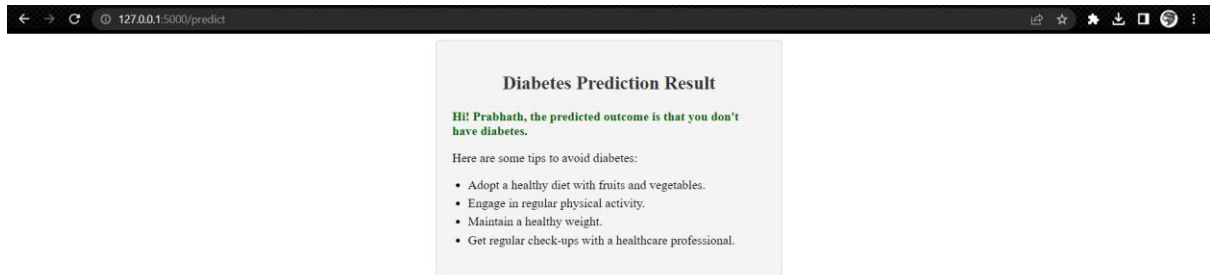 127.0.0.1:5000/predict
Diabetes Prediction Result
Hi! Prabhath, the predicted outcome is that you don't
have diabetes.
Here are some tips to avoid diabetes:
• Adopt a healthy diet with fruits and vegetables.
• Engage in regular physical activity.
• Maintain a healthy weight.
• Get regular check-ups with a healthcare professional.